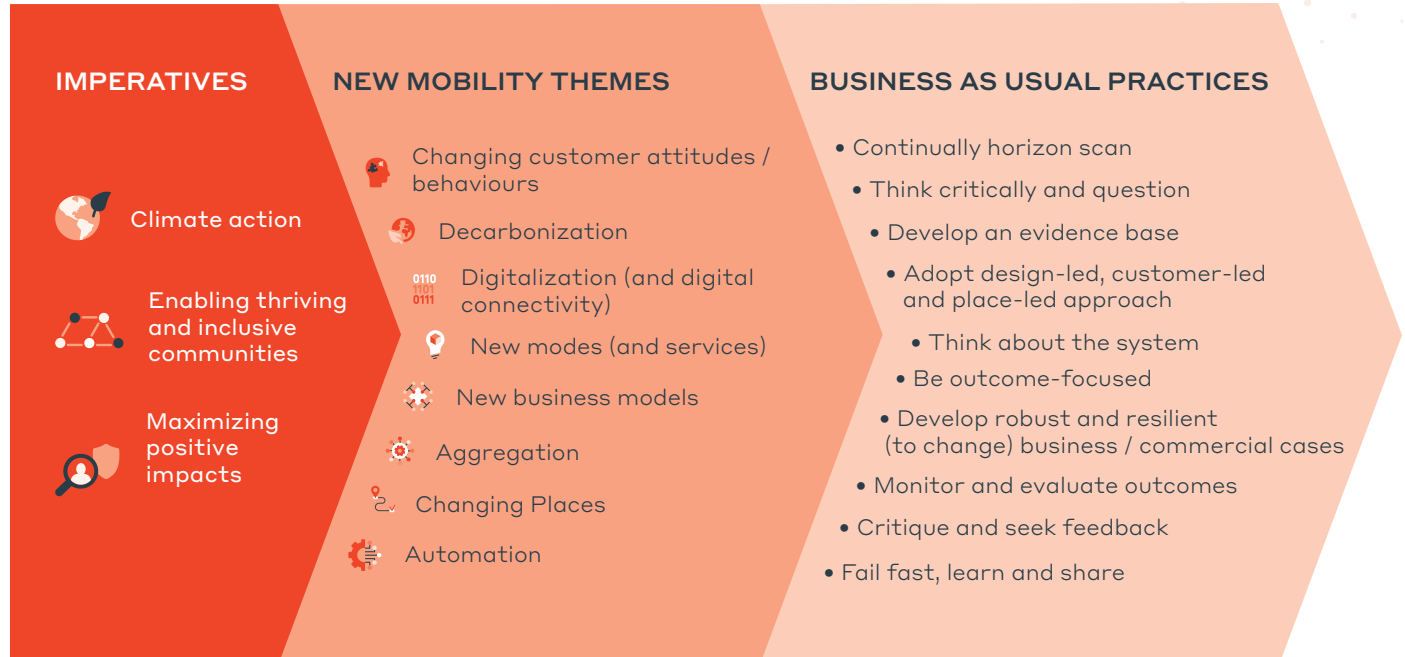 IMPERATIVES
Climate action
Enabling thriving
and inclusive
communities
Maximizing
positive
impacts
NEW MOBILITY THEMES
Changing customer attitudes /
behaviours
Decarbonization
0110
1101
0111
Digitalization (and digital
connectivity)
New modes (and services)
New business models
Aggregation
Changing Places
Automation
BUSINESS AS USUAL PRACTICES
• Continually horizon scan
• Think critically and question
• Develop an evidence base
• Adopt design-led, customer-led
and place-led approach
• Think about the system
• Be outcome-focused
• Develop robust and resilient
(to change) business / commercial cases
• Monitor and evaluate outcomes
• Critique and seek feedback
• Fail fast, learn and share